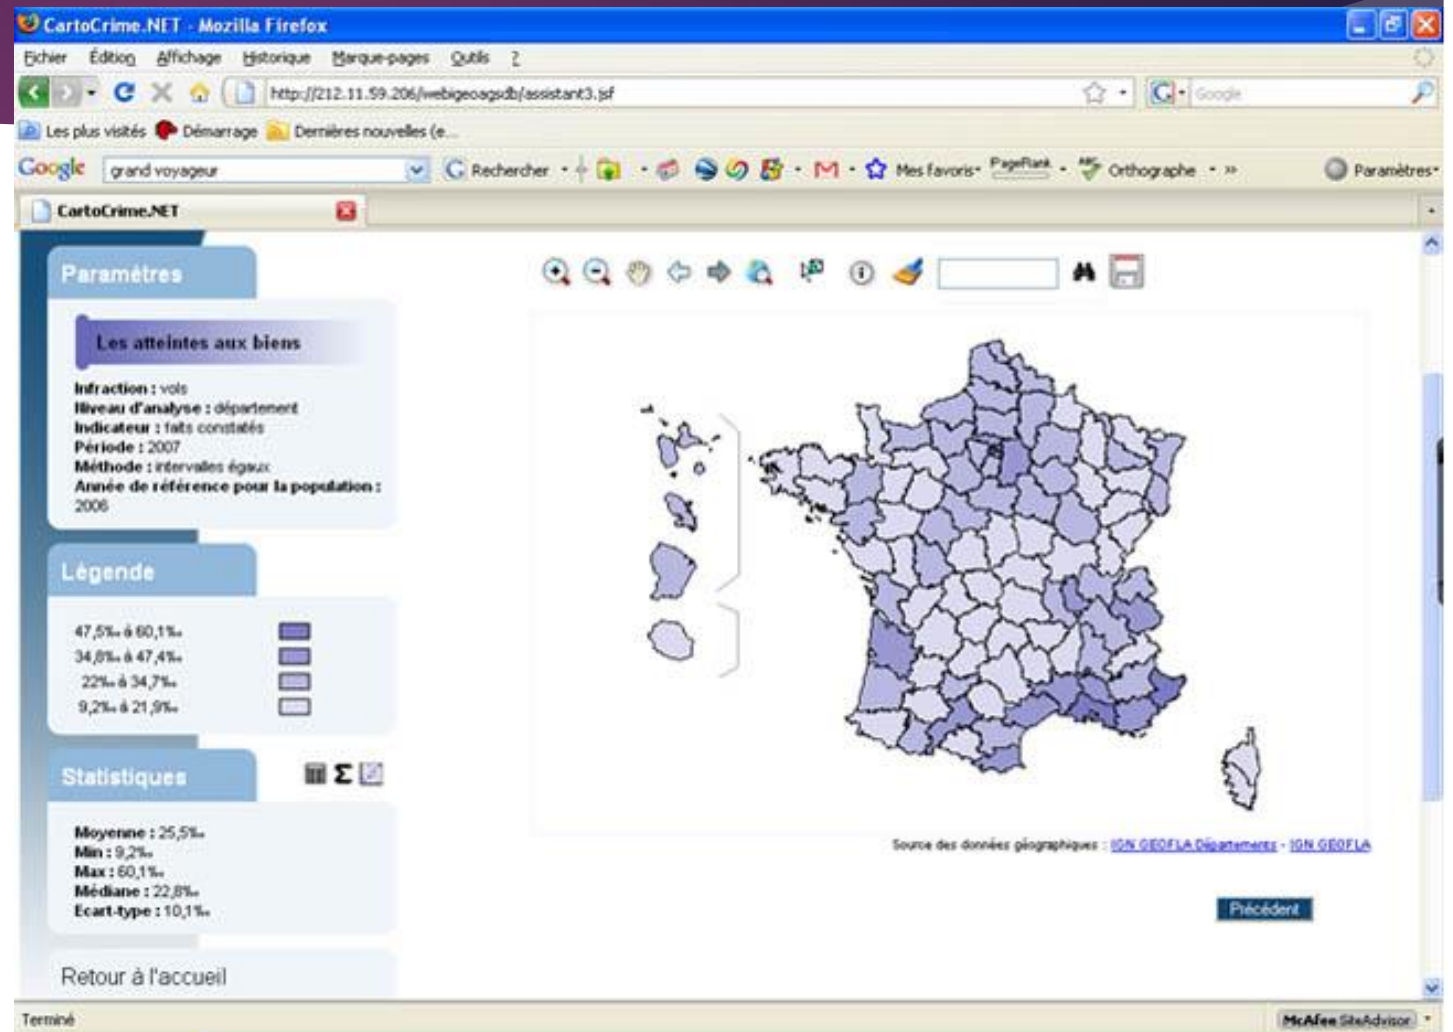 CartoCrime.NET - Mozilla Firefox
Fichier Édition Affichage Historique Marque-pages Outils ?
http://212.11.59.206/webigeoagsdb/assistant3.jsf
G Google
Les plus visités Démarrage Dernières nouvelles (e...
Google grand voyageur Rechercher Mes favoris PageRank ABC Orthographe » Paramètres
CartoCrime.NET
Paramètres
Les atteintes aux biens
Infraction : vols
Niveau d'analyse : département
Indicateur : faits constatés
Période : 2007
Méthode : intervalles égaux
Année de référence pour la population :
2006
Légende
47,5‰ à 60,1‰
34,8‰ à 47,4‰
22‰ à 34,7‰
9,2‰ à 21,9‰
Statistiques Σ
Moyenne : 25,5‰
Min : 9,2‰
Max : 60,1‰
Médiane : 22,8‰
Ecart-type : 10,1‰
Source des données géographiques : IGN GEOFLA Départements - IGN GEOFLA
Précédent
Retour à l'accueil
Terminé
McAfee SiteAdvisor